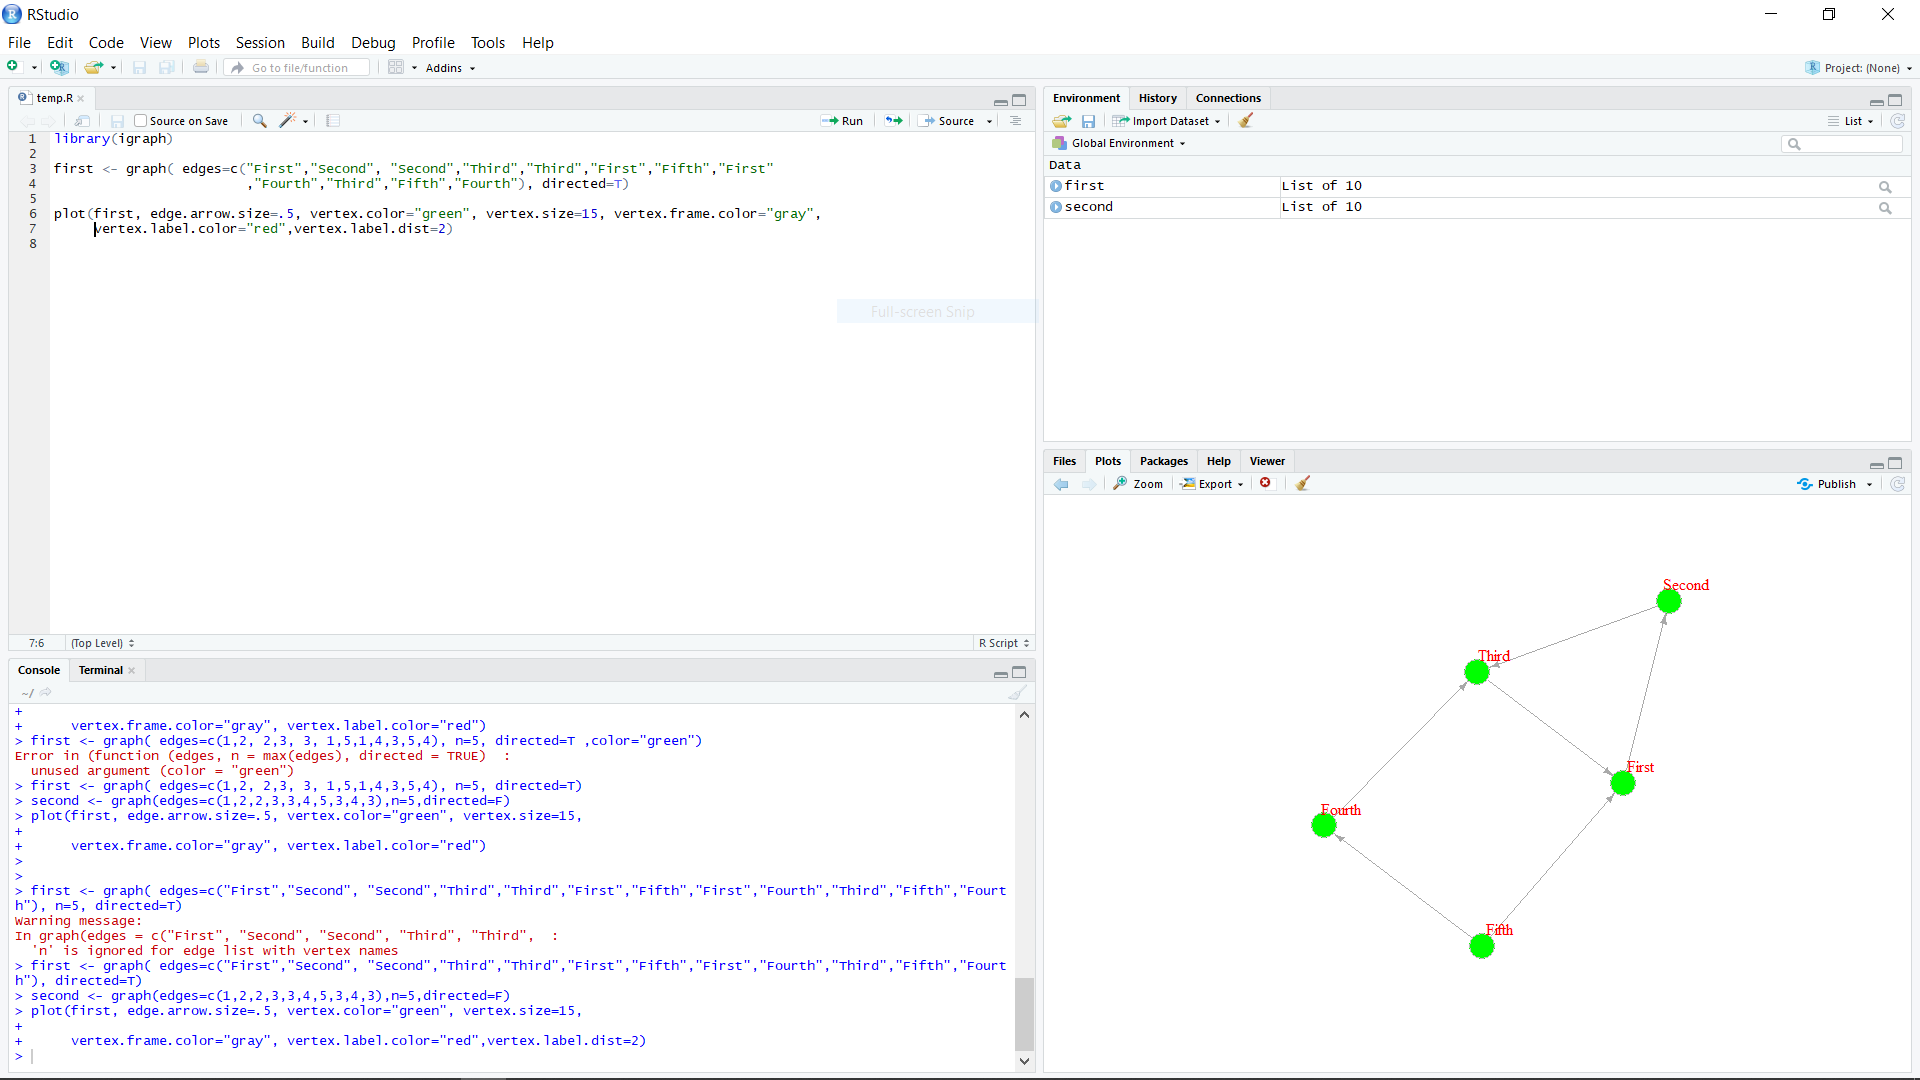 RStudio
File Edit Code View Plots Session Build Debug Profile Tools Help
Go to file/function Addins Project: (None)
temp.R
Source on Save Run Source
1 library(igraph)
2
3 first <- graph( edges=c("First","Second", "Second","Third","Third","First","Fifth","First"
4 ,"Fourth","Third","Fifth","Fourth"), directed=T)
5
6 plot(first, edge.arrow.size=.5, vertex.color="green", vertex.size=15, vertex.frame.color="gray",
7 vertex.label.color="red",vertex.label.dist=2)
8
Full-screen Snip
7:6 (Top Level) R Script
Console Terminal
~/
+
+ vertex.frame.color="gray", vertex.label.color="red")
> first <- graph( edges=c(1,2, 2,3, 3, 1,5,1,4,3,5,4), n=5, directed=T ,color="green")
Error in (function (edges, n = max(edges), directed = TRUE)  :
unused argument (color = "green")
> first <- graph( edges=c(1,2, 2,3, 3, 1,5,1,4,3,5,4), n=5, directed=T)
> second <- graph(edges=c(1,2,2,3,3,4,5,3,4,3),n=5,directed=F)
> plot(first, edge.arrow.size=.5, vertex.color="green", vertex.size=15,
+
+ vertex.frame.color="gray", vertex.label.color="red")
>
>
> first <- graph( edges=c("First","Second", "Second","Third","Third","First","Fifth","First","Fourth","Third","Fifth","Fourt
h"), n=5, directed=T)
Warning message:
In graph(edges = c("First", "Second", "Second", "Third", "Third",  :
'n' is ignored for edge list with vertex names
> first <- graph( edges=c("First","Second", "Second","Third","Third","First","Fifth","First","Fourth","Third","Fifth","Fourt
h"), directed=T)
> second <- graph(edges=c(1,2,2,3,3,4,5,3,4,3),n=5,directed=F)
> plot(first, edge.arrow.size=.5, vertex.color="green", vertex.size=15,
+
+ vertex.frame.color="gray", vertex.label.color="red",vertex.label.dist=2)
>
Environment History Connections
Import Dataset List
Global Environment
Data
first List of 10
second List of 10
Files Plots Packages Help Viewer
Zoom Export Publish
Second
Third
First
Fourth
Fifth